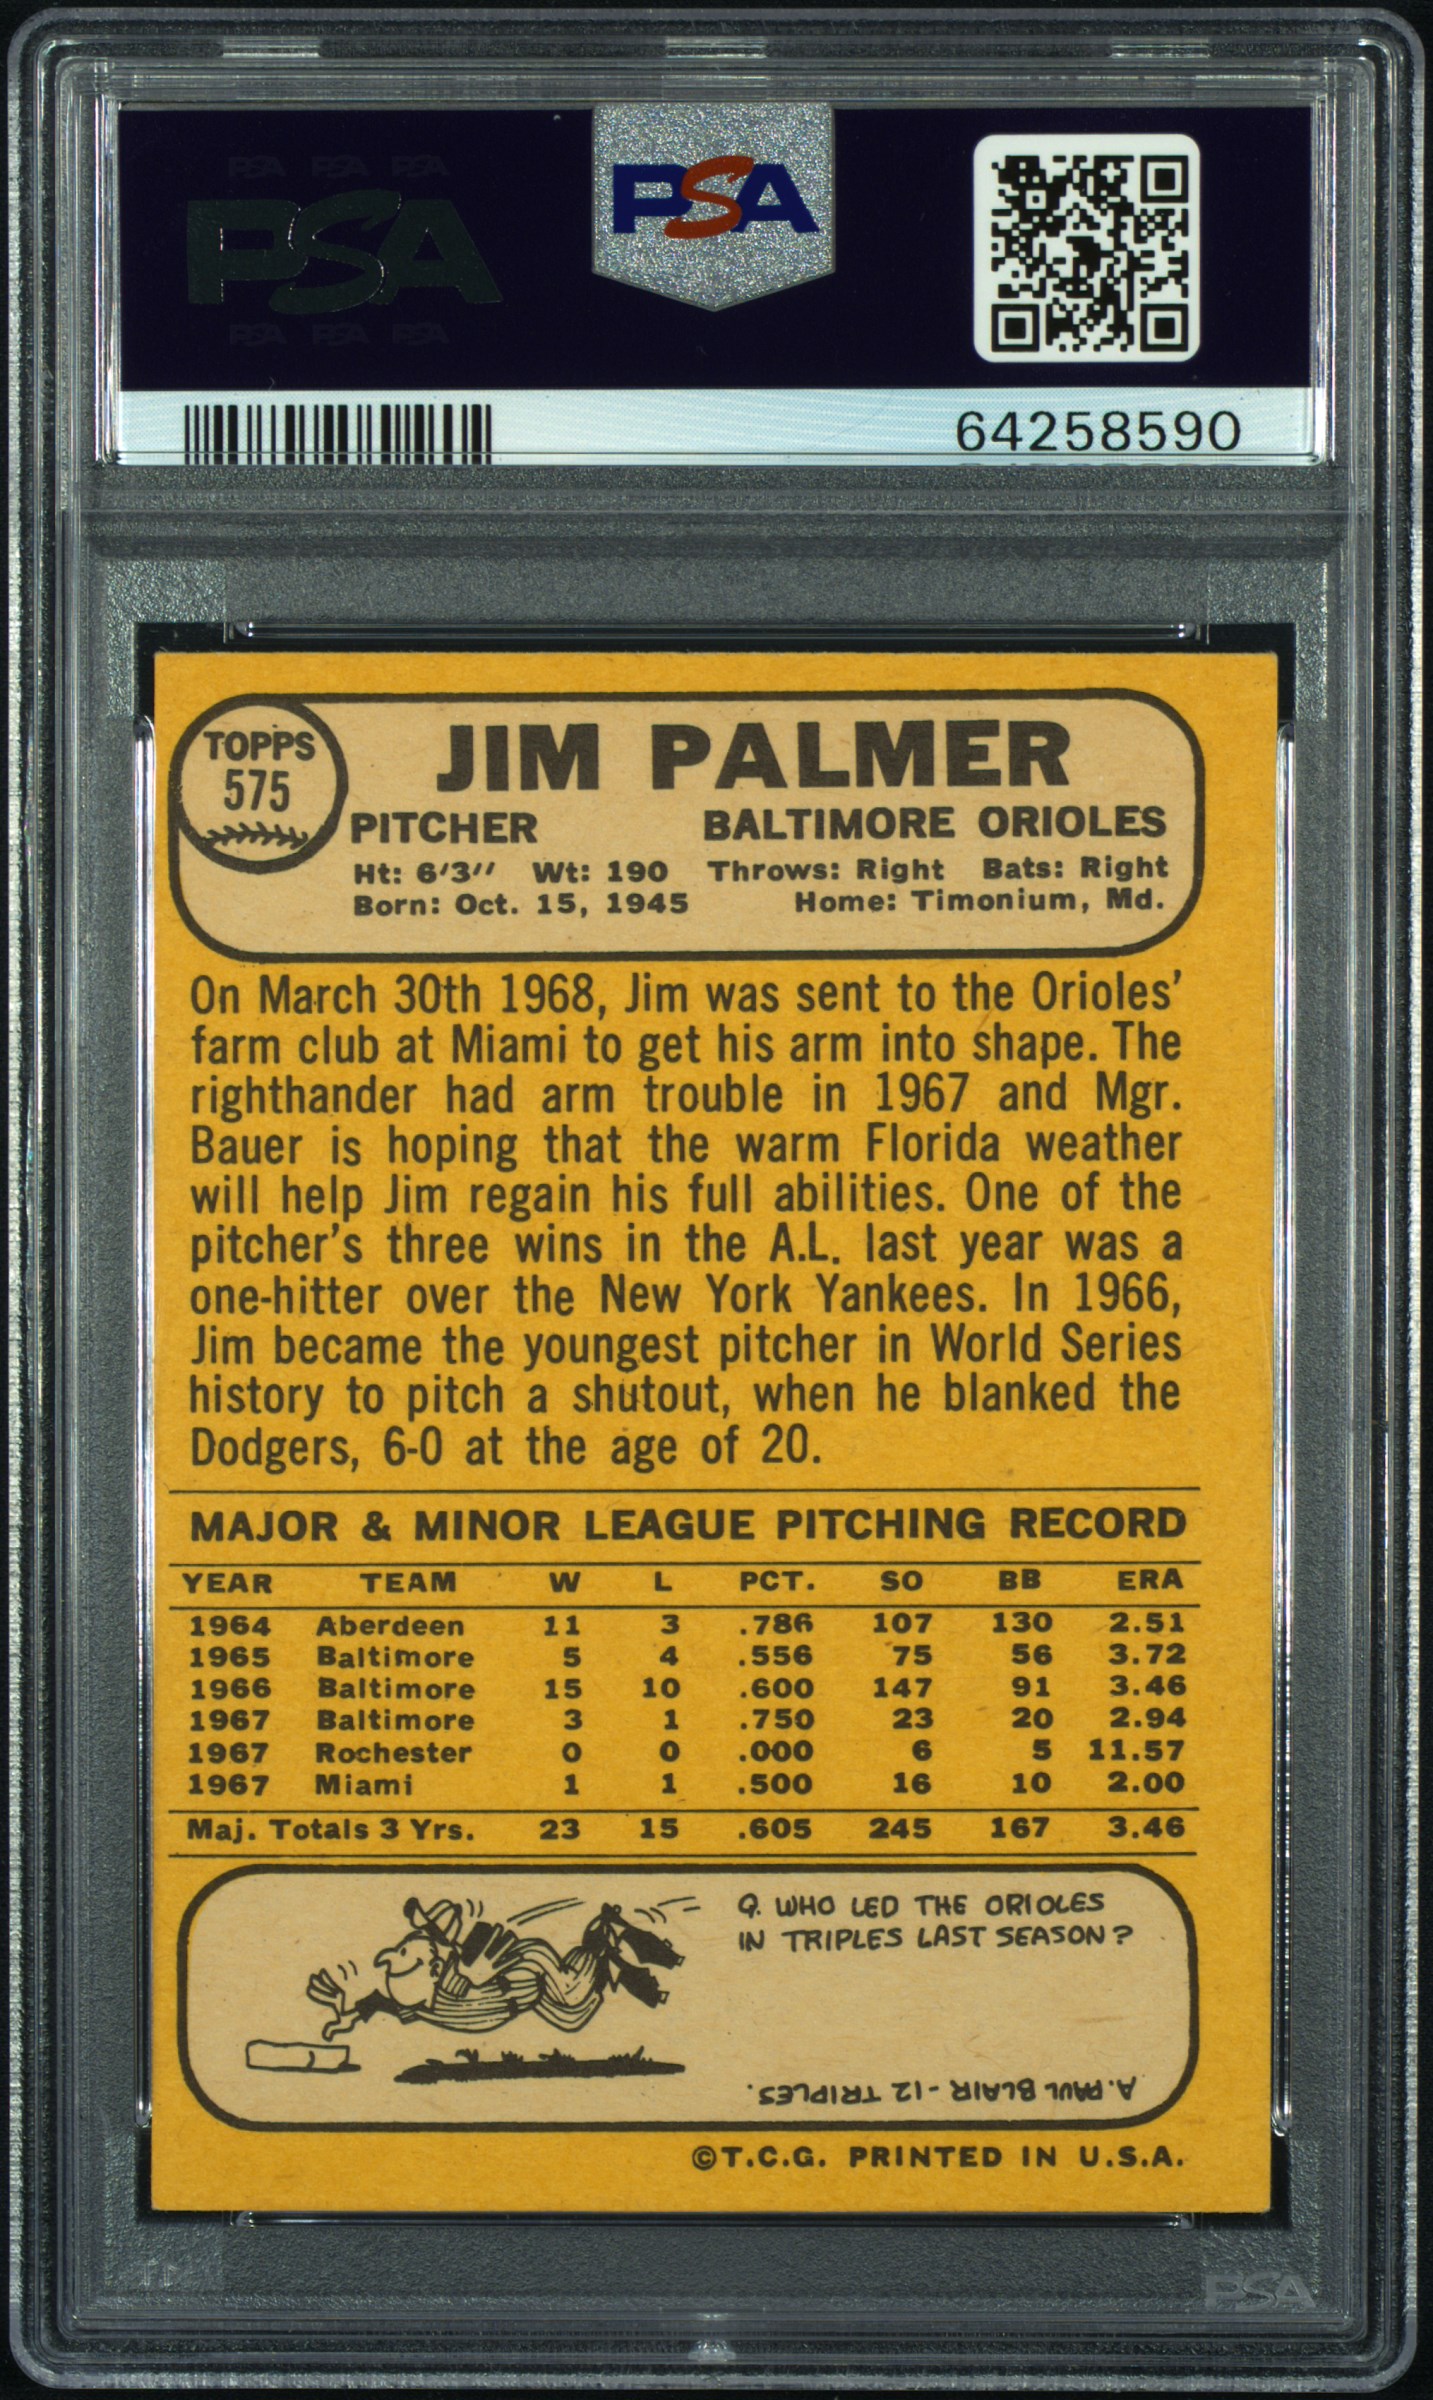 PSA PSA PSA
PSA
PSA PSA PSA
PSA
64258590
TOPPS
575
JIM PALMER
PITCHER BALTIMORE ORIOLES
Ht: 6'3" Wt: 190 Throws: Right Bats: Right
Born: Oct. 15, 1945 Home: Timonium, Md.
On March 30th 1968, Jim was sent to the Orioles'
farm club at Miami to get his arm into shape. The
righthander had arm trouble in 1967 and Mgr.
Bauer is hoping that the warm Florida weather
will help Jim regain his full abilities. One of the
pitcher's three wins in the A.L. last year was a
one-hitter over the New York Yankees. In 1966,
Jim became the youngest pitcher in World Series
history to pitch a shutout, when he blanked the
Dodgers, 6-0 at the age of 20.
MAJOR & MINOR LEAGUE PITCHING RECORD
YEAR TEAM W L PCT. SO BB ERA
1964 Aberdeen 11 3 .786 107 130 2.51
1965 Baltimore 5 4 .556 75 56 3.72
1966 Baltimore 15 10 .600 147 91 3.46
1967 Baltimore 3 1 .750 23 20 2.94
1967 Rochester 0 0 .000 6 5 11.57
1967 Miami 1 1 .500 16 10 2.00
Maj. Totals 3 Yrs. 23 15 .605 245 167 3.46
Q. WHO LED THE ORIOLES
IN TRIPLES LAST SEASON?
A. PAUL BLAIR - 12 TRIPLES.
©T.C.G. PRINTED IN U.S.A.
PSA